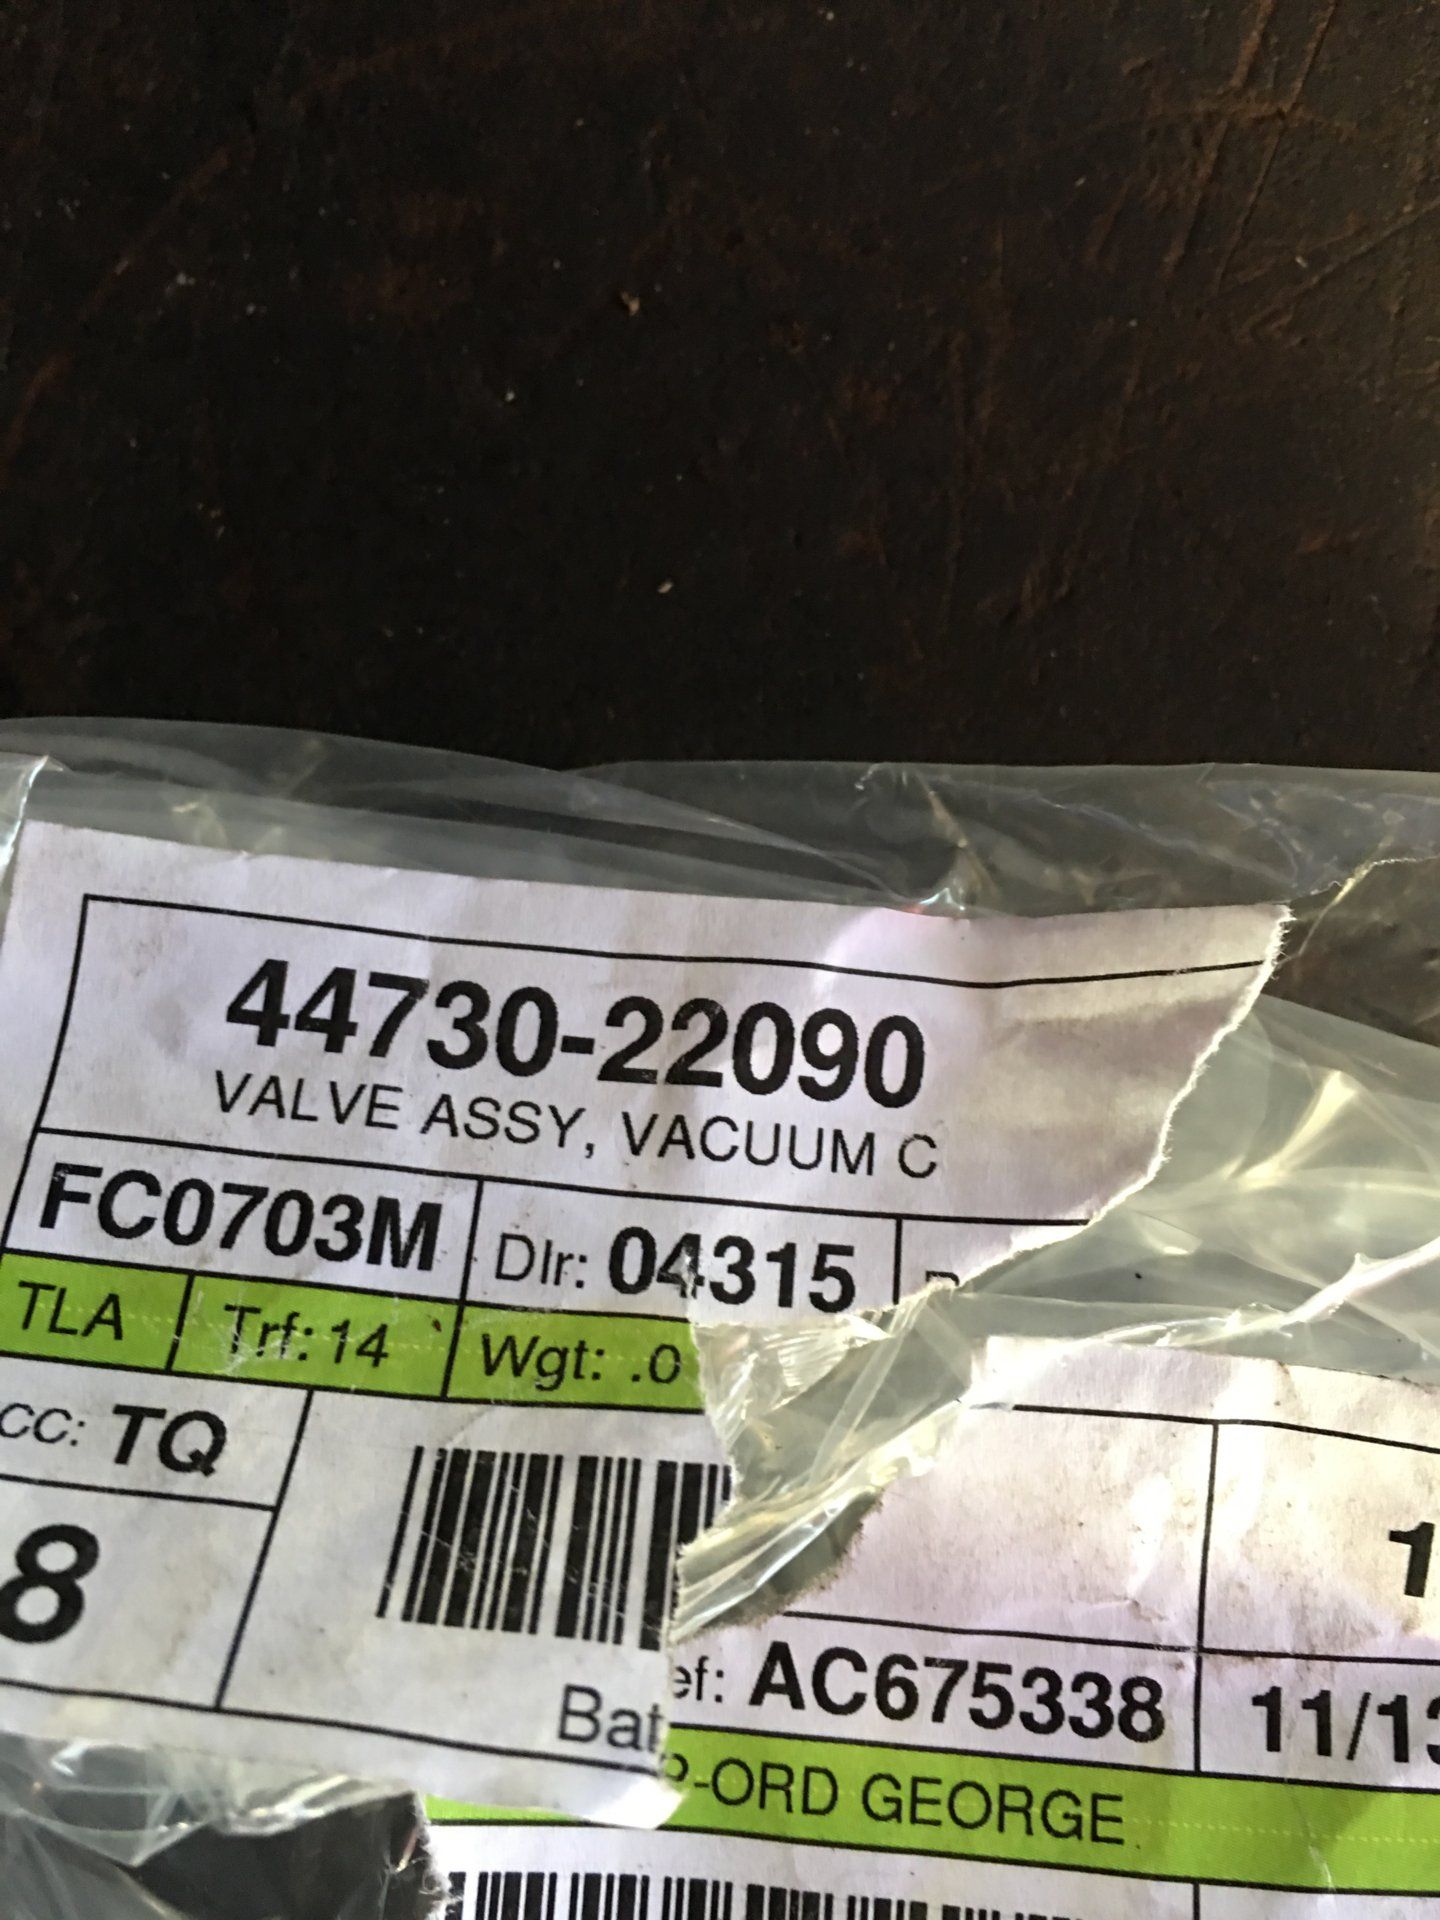 44730-22090
VALVE ASSY, VACUUM C
FC0703M Dlr: 04315
TLA Trf: 14 Wgt: .0
CC: TQ
8
1
Bat
ef: AC675338 11/13
P-ORD GEORGE